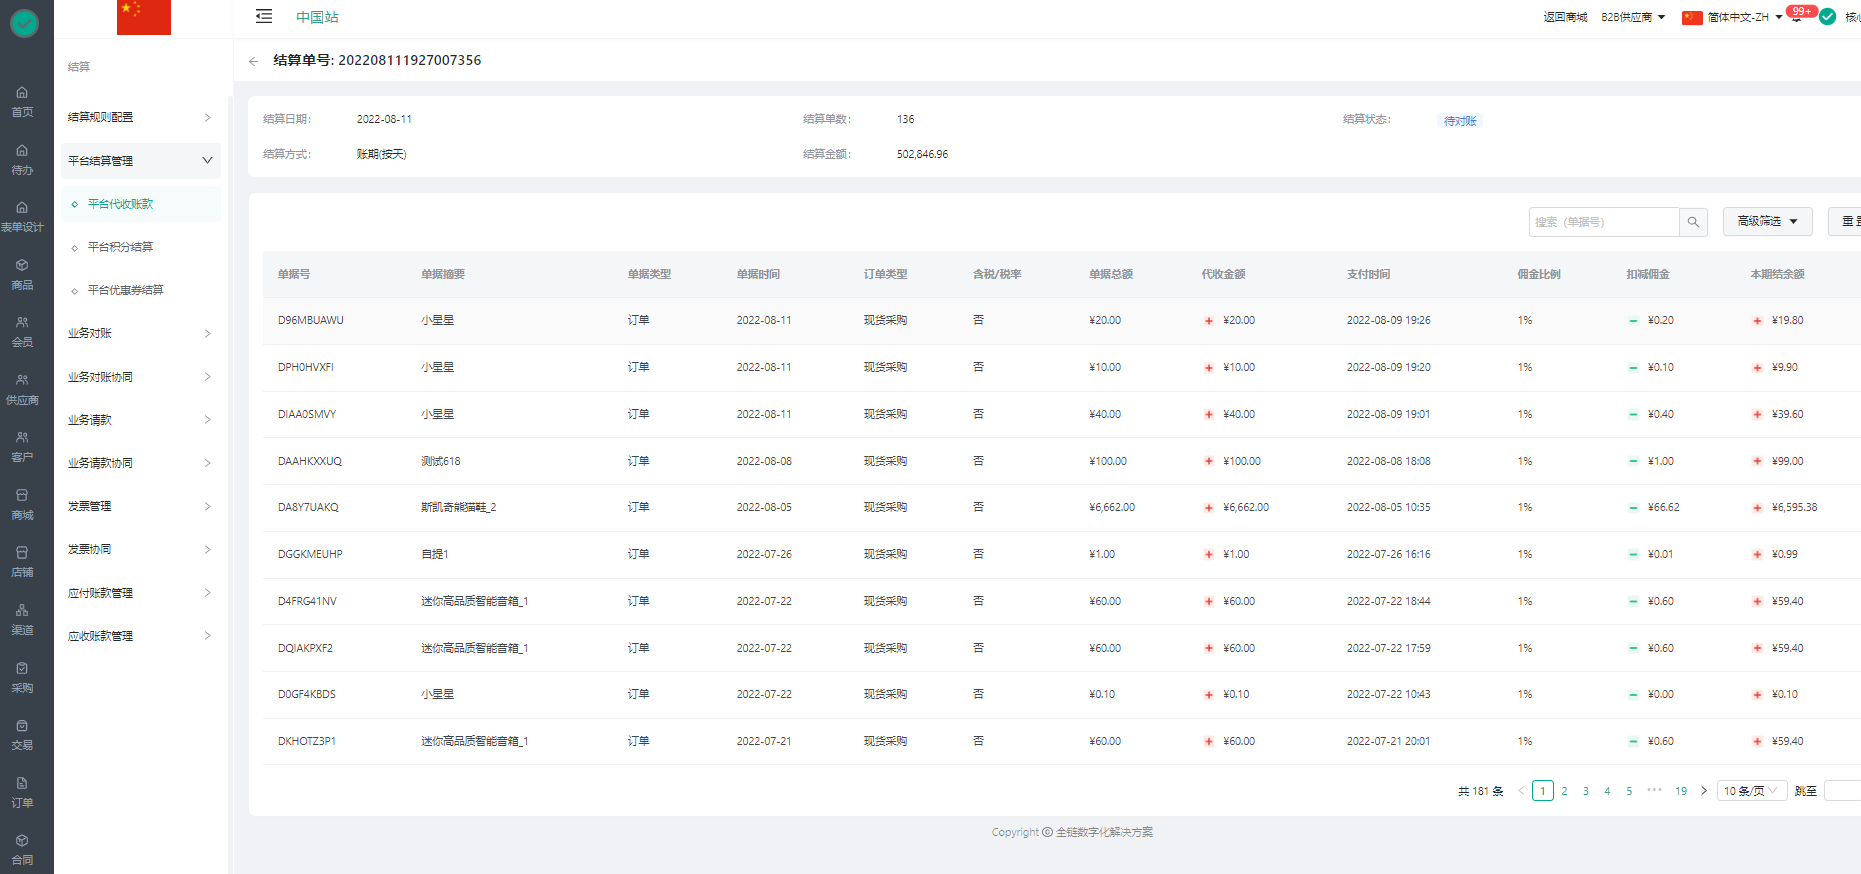 中国站
返回商城 B2B供应商 简体中文-ZH 99+
结算单号: 202208111927007356
首页
待办
表单设计
商品
会员
供应商
客户
商城
店铺
渠道
采购
交易
订单
合同
结算
结算规则配置
平台结算管理
平台代收账款
平台积分结算
平台优惠券结算
业务对账
业务对账协同
业务请款
业务请款协同
发票管理
发票协同
应付账款管理
应收账款管理
结算日期: 2022-08-11 结算单数: 136 结算状态: 待对账
结算方式: 账期(按天) 结算金额: 502,846.96
搜索（单据号） 高级筛选
单据号 单据摘要 单据类型 单据时间 订单类型 含税/税率 单据总额 代收金额 支付时间 佣金比例 扣减佣金 本期结余额
D96MBUAWU 小星星 订单 2022-08-11 现货采购 否 ¥20.00 + ¥20.00 2022-08-09 19:26 1% − ¥0.20 + ¥19.80
DPH0HVXFI 小星星 订单 2022-08-11 现货采购 否 ¥10.00 + ¥10.00 2022-08-09 19:20 1% − ¥0.10 + ¥9.90
DIAA0SMVY 小星星 订单 2022-08-11 现货采购 否 ¥40.00 + ¥40.00 2022-08-09 19:01 1% − ¥0.40 + ¥39.60
DAAHKXXUQ 测试618 订单 2022-08-08 现货采购 否 ¥100.00 + ¥100.00 2022-08-08 18:08 1% − ¥1.00 + ¥99.00
DA8Y7UAKQ 斯凯奇熊猫鞋_2 订单 2022-08-05 现货采购 否 ¥6,662.00 + ¥6,662.00 2022-08-05 10:35 1% − ¥66.62 + ¥6,595.38
DGGKMEUHP 自提1 订单 2022-07-26 现货采购 否 ¥1.00 + ¥1.00 2022-07-26 16:16 1% − ¥0.01 + ¥0.99
D4FRG41NV 迷你高品质智能音箱_1 订单 2022-07-22 现货采购 否 ¥60.00 + ¥60.00 2022-07-22 18:44 1% − ¥0.60 + ¥59.40
DQIAKPXF2 迷你高品质智能音箱_1 订单 2022-07-22 现货采购 否 ¥60.00 + ¥60.00 2022-07-22 17:59 1% − ¥0.60 + ¥59.40
D0GF4KBDS 小星星 订单 2022-07-22 现货采购 否 ¥0.10 + ¥0.10 2022-07-22 10:43 1% − ¥0.00 + ¥0.10
DKHOTZ3P1 迷你高品质智能音箱_1 订单 2022-07-21 现货采购 否 ¥60.00 + ¥60.00 2022-07-21 20:01 1% − ¥0.60 + ¥59.40
共 181 条 < 1 2 3 4 5 ••• 19 > 10 条/页 跳至
Copyright © 全链数字化解决方案